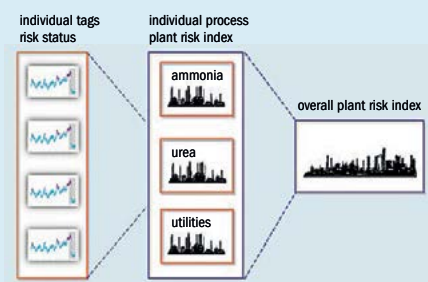 individual tags
risk status
individual process
plant risk index
ammonia
urea
utilities
overall plant risk index